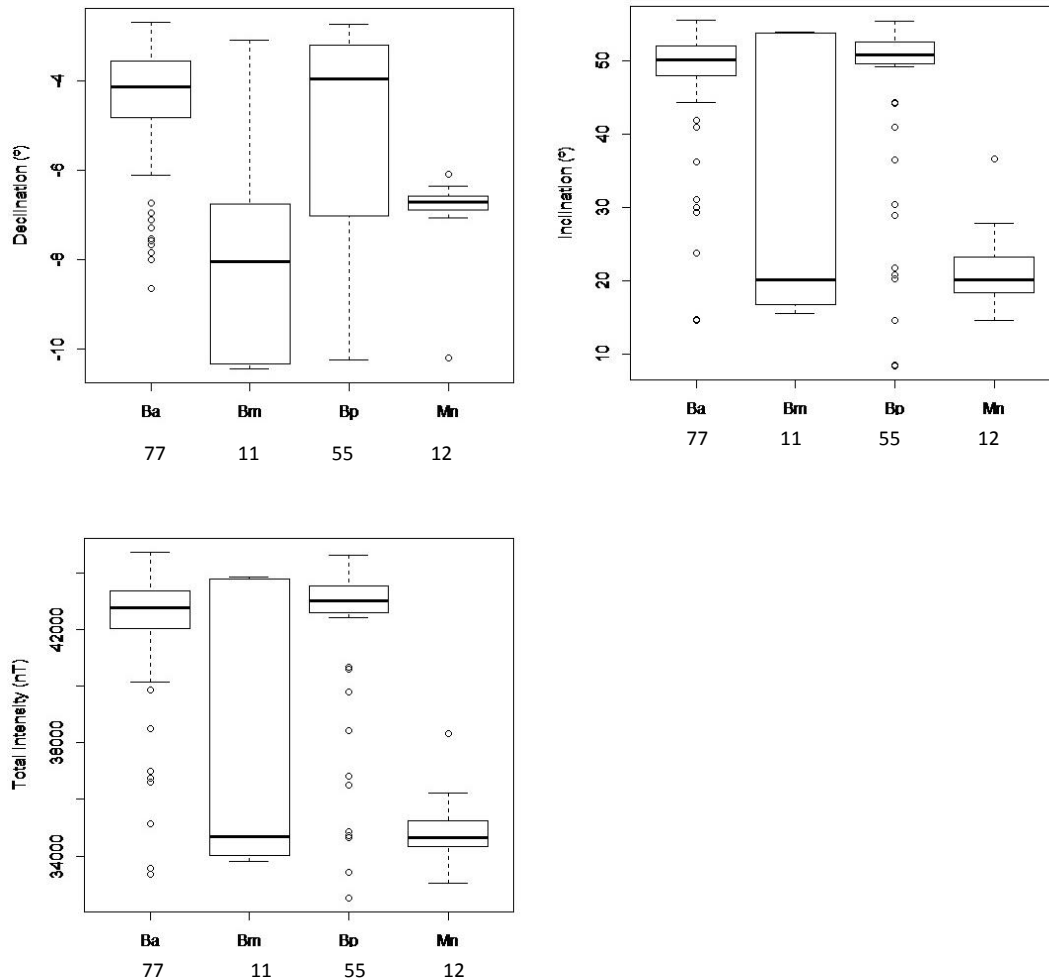 Declination (º)
-4
-6
-8
-10
Ba Bm Bp Mn
77 11 55 12
Inclination (º)
50
40
30
20
10
Ba Bm Bp Mn
77 11 55 12
Total Intensity (nT)
42000
38000
34000
Ba Bm Bp Mn
77 11 55 12